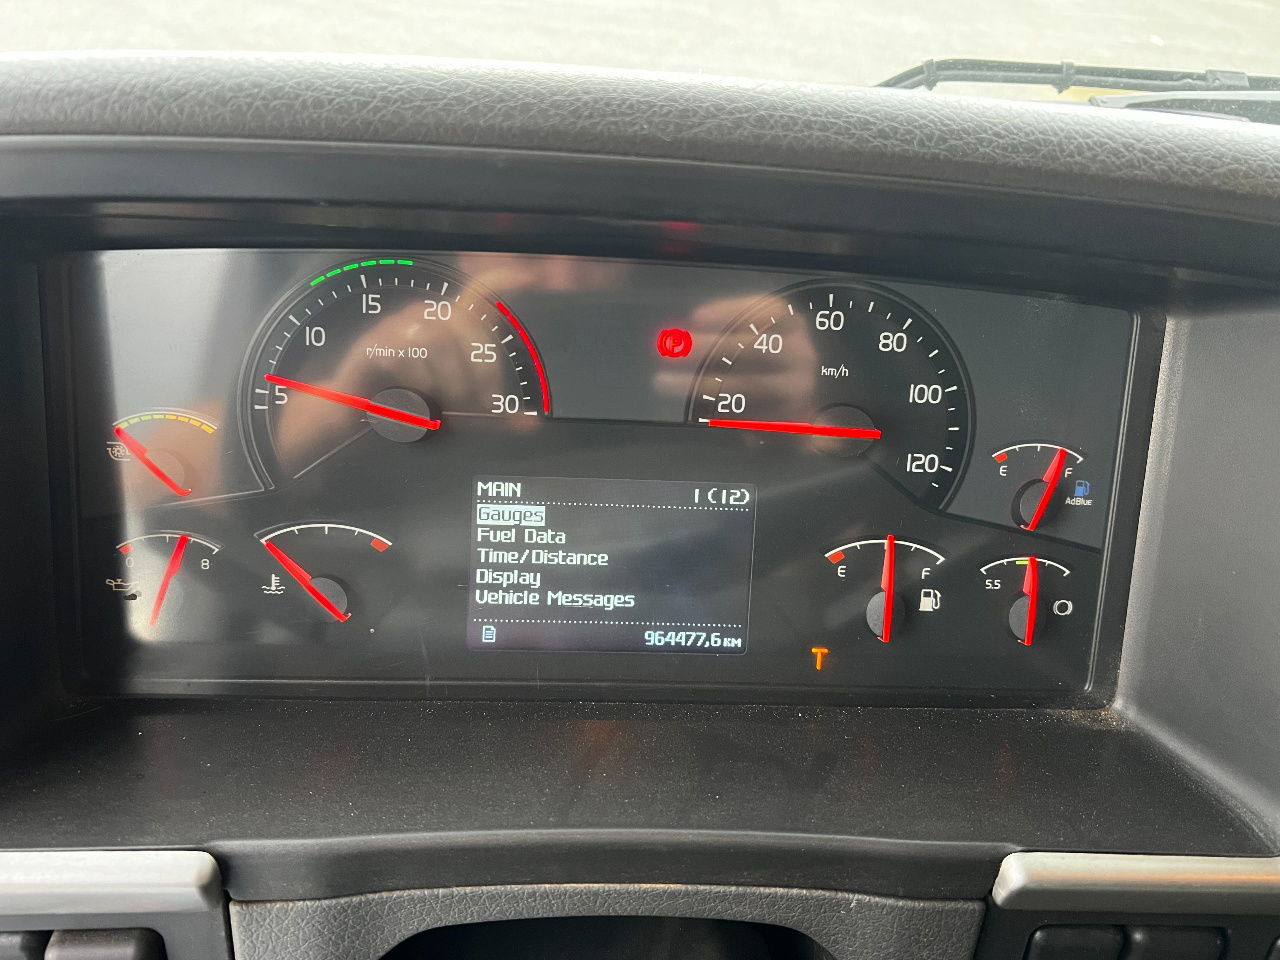 5
10
15
20
25
30
r/min x 100
P
20
40
60
80
100
120
km/h
0
8
MAIN 1(12)
Gauges
Fuel Data
Time/Distance
Display
Vehicle Messages
964477,6 KM
T
E
F
E
F
AdBlue
5.5